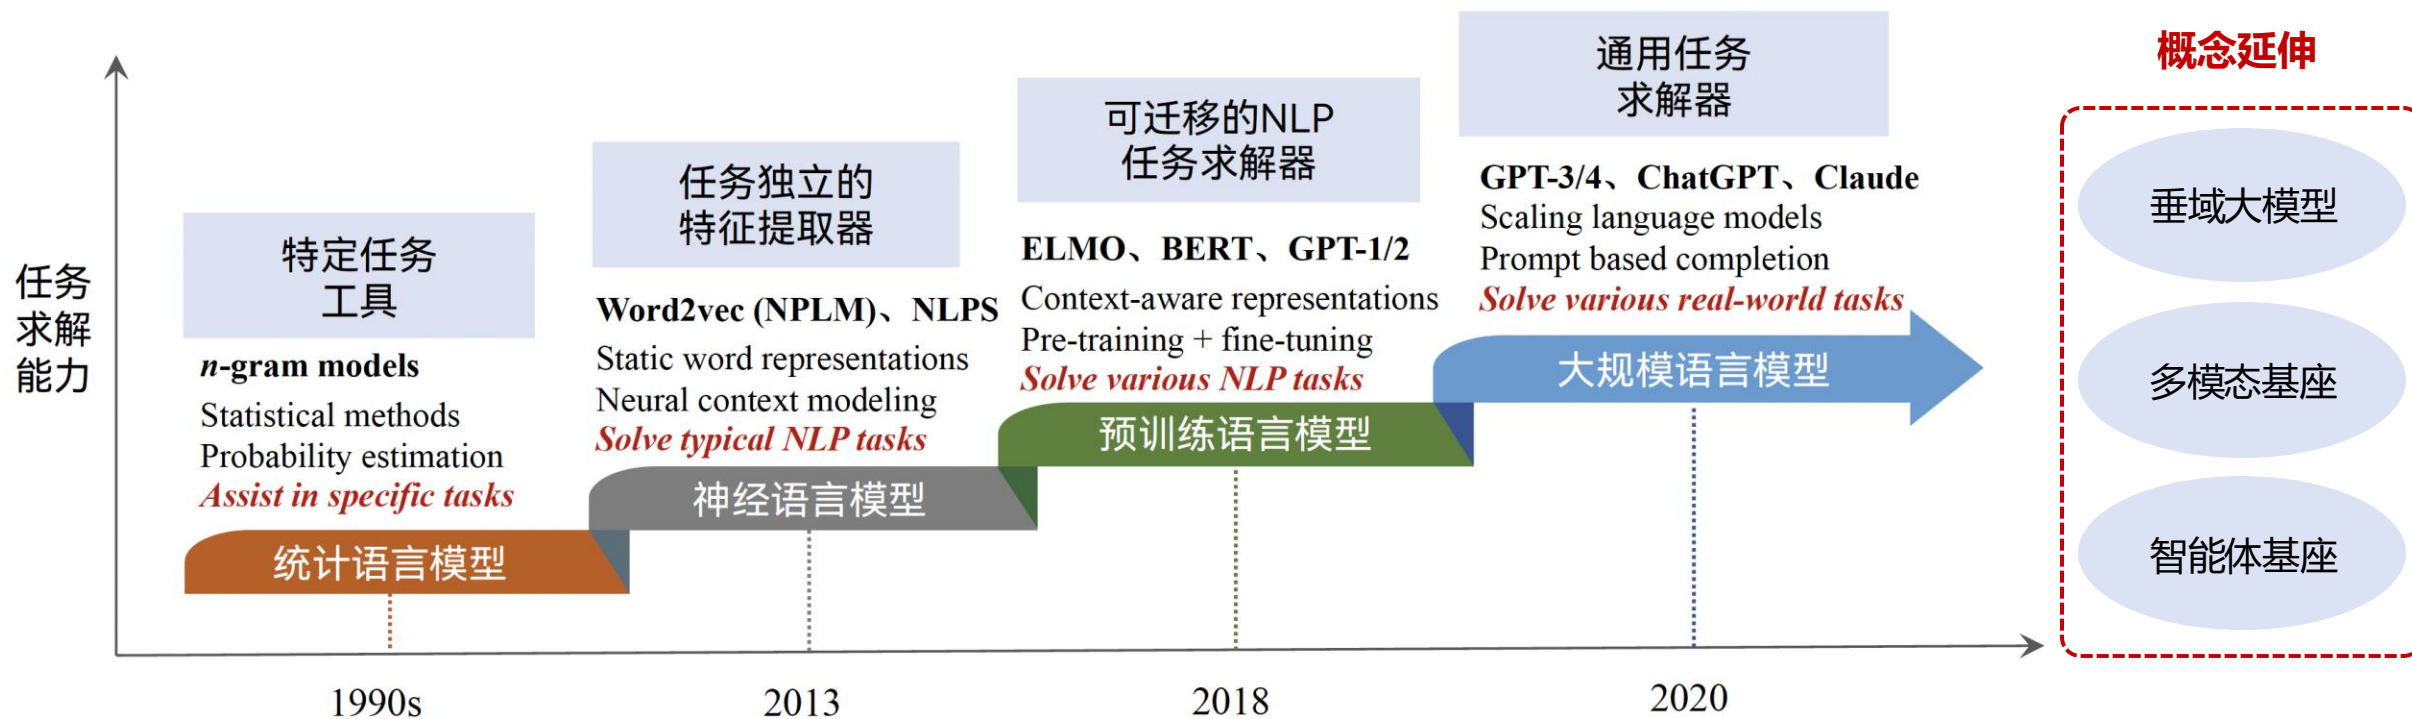 任务
求解
能力
特定任务
工具
n-gram models
Statistical methods
Probability estimation
Assist in specific tasks
统计语言模型
1990s
任务独立的
特征提取器
Word2vec (NPLM)、NLPS
Static word representations
Neural context modeling
Solve typical NLP tasks
神经语言模型
2013
可迁移的NLP
任务求解器
ELMO、BERT、GPT-1/2
Context-aware representations
Pre-training + fine-tuning
Solve various NLP tasks
预训练语言模型
2018
通用任务
求解器
GPT-3/4、ChatGPT、Claude
Scaling language models
Prompt based completion
Solve various real-world tasks
大规模语言模型
2020
概念延伸
垂域大模型
多模态基座
智能体基座